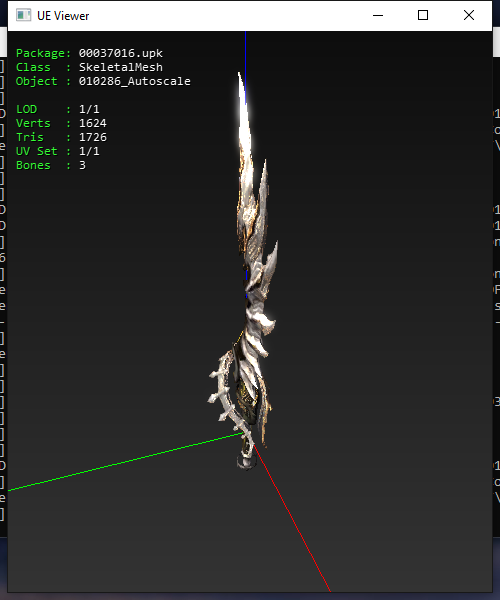 UE Viewer
Package: 00037016.upk
Class : SkeletalMesh
Object : 010286_Autoscale
LOD : 1/1
Verts : 1624
Tris : 1726
UV Set : 1/1
Bones : 3